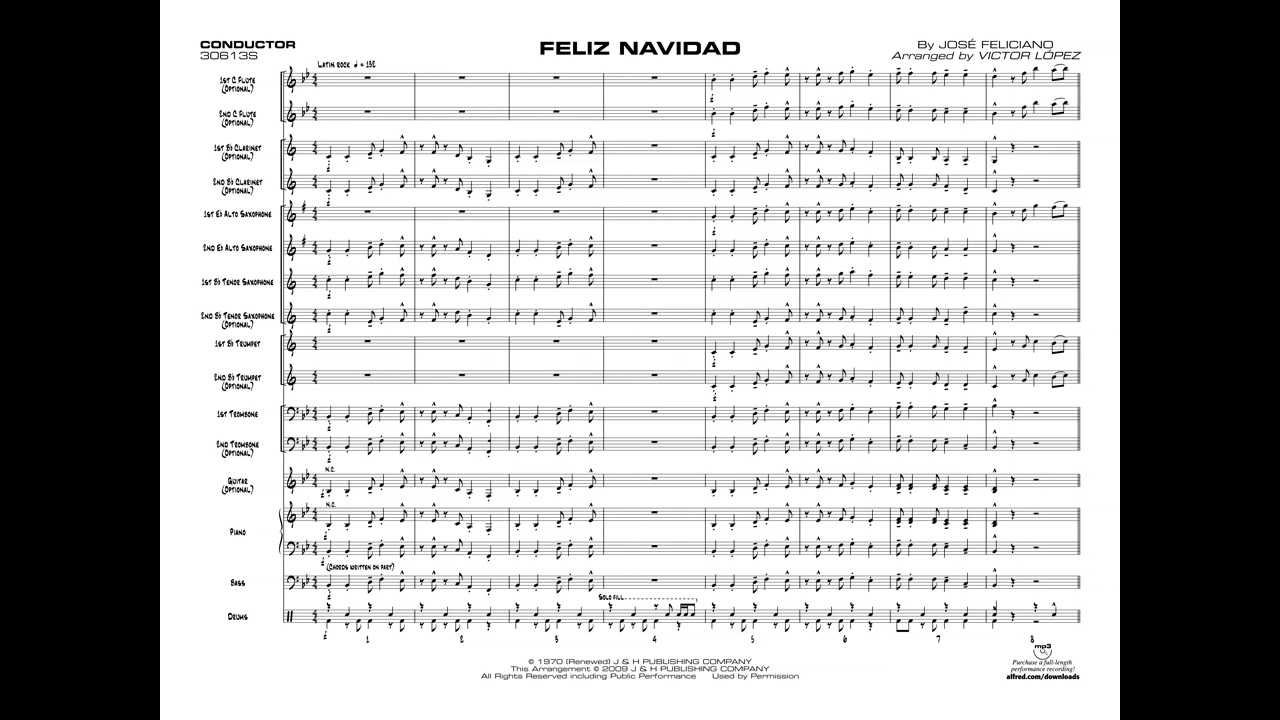 CONDUCTOR
30613S
FELIZ NAVIDAD
By JOSÉ FELICIANO
Arranged by VICTOR LÓPEZ
LATIN ROCK ♩ = 152
1ST C FLUTE
(OPTIONAL)
2ND C FLUTE
(OPTIONAL)
1ST B♭ CLARINET
(OPTIONAL)
2ND B♭ CLARINET
(OPTIONAL)
1ST E♭ ALTO SAXOPHONE
2ND E♭ ALTO SAXOPHONE
1ST B♭ TENOR SAXOPHONE
2ND B♭ TENOR SAXOPHONE
(OPTIONAL)
1ST B♭ TRUMPET
2ND B♭ TRUMPET
(OPTIONAL)
1ST TROMBONE
2ND TROMBONE
(OPTIONAL)
N.C.
GUITAR
(OPTIONAL)
N.C.
PIANO
(CHORDS WRITTEN ON PART)
BASS
SOLO FILL
DRUMS
1 2 3 4 5 6 7 8
mp3
Purchase a full-length
performance recording!
alfred.com/downloads
© 1970 (Renewed) J & H PUBLISHING COMPANY
This Arrangement © 2009 J & H PUBLISHING COMPANY
All Rights Reserved including Public Performance Used by Permission